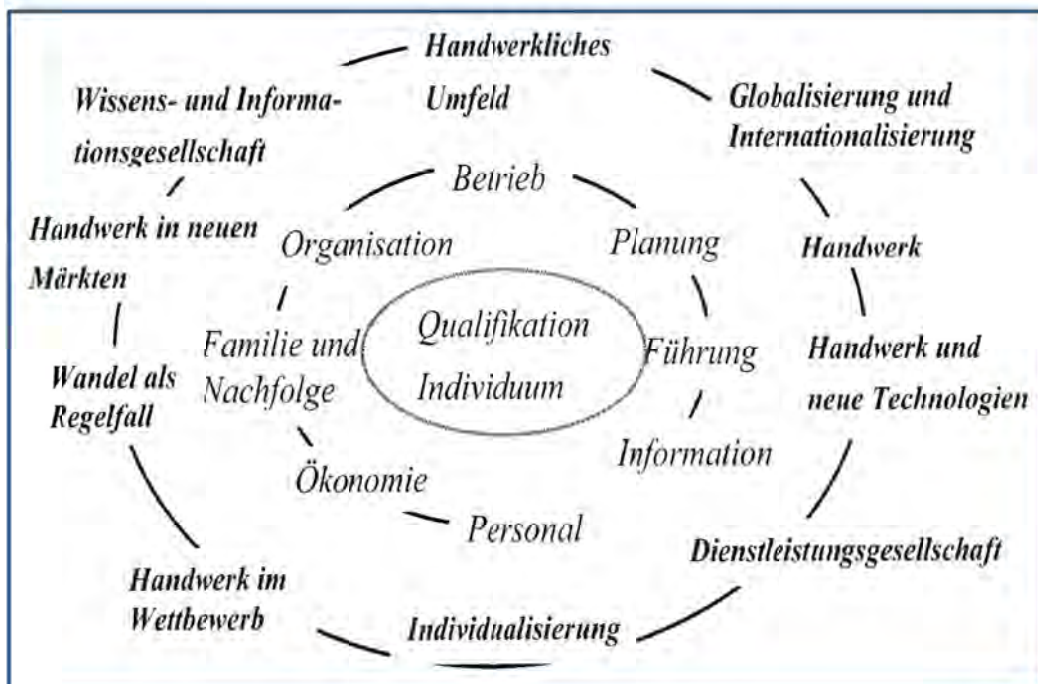 Handwerkliches
Umfeld
Wissens- und Informa-
tionsgesellschaft
Globalisierung und
Internationalisierung
Betrieb
Handwerk in neuen
Märkten
Organisation
Planung
Handwerk
Qualifikation
Individuum
Familie und
Nachfolge
Führung
Handwerk und
neue Technologien
Wandel als
Regelfall
Information
Ökonomie
Personal
Dienstleistungsgesellschaft
Handwerk im
Wettbewerb
Individualisierung